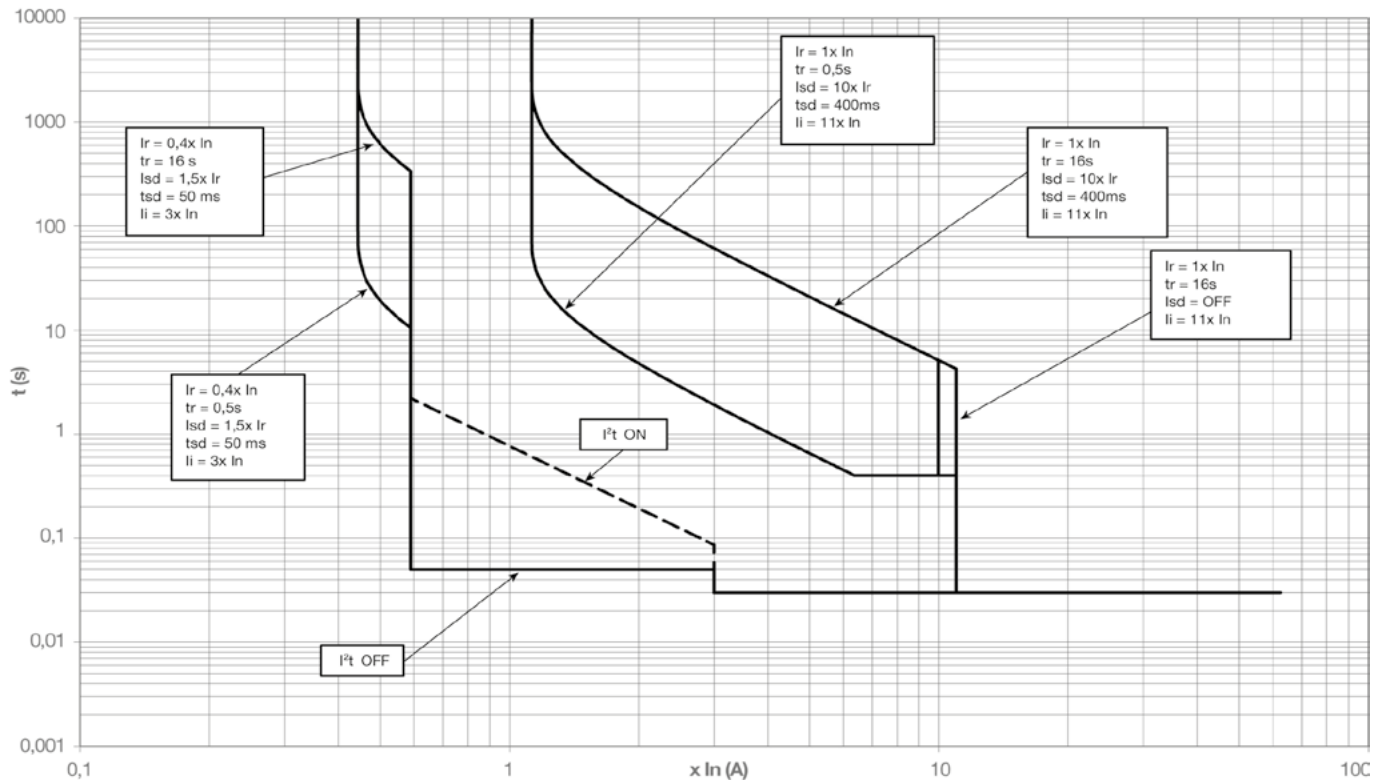 10000
1000
100
10
1
0,1
0,01
0,001
t (s)
0,1
1
10
100
x In (A)
Ir = 0,4x In
tr = 16 s
Isd = 1,5x Ir
tsd = 50 ms
Ii = 3x In
Ir = 1x In
tr = 0,5s
Isd = 10x Ir
tsd = 400ms
Ii = 11x In
Ir = 1x In
tr = 16s
Isd = 10x Ir
tsd = 400ms
Ii = 11x In
Ir = 1x In
tr = 16s
Isd = OFF
Ii = 11x In
Ir = 0,4x In
tr = 0,5s
Isd = 1,5x Ir
tsd = 50 ms
Ii = 3x In
I²t ON
I²t OFF